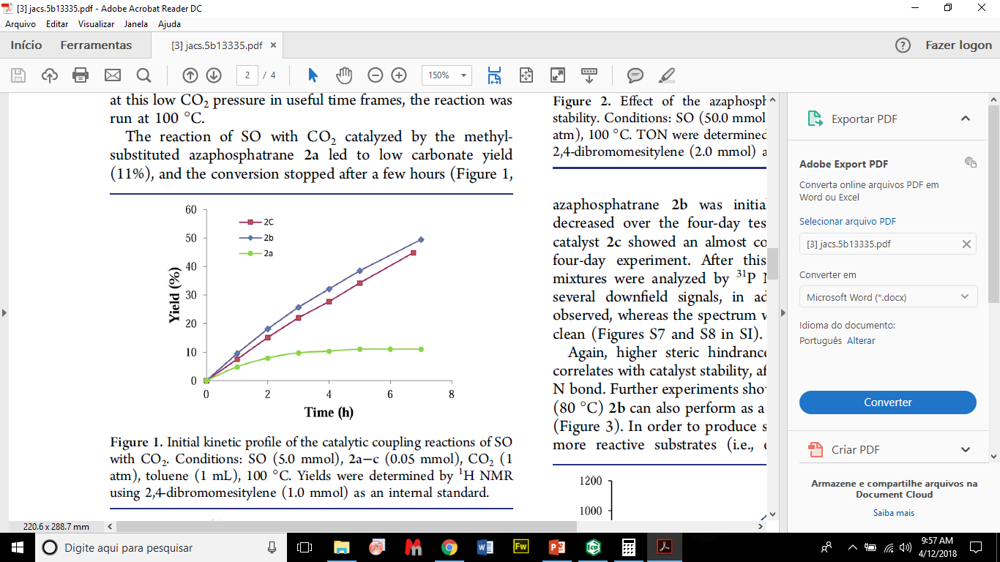 [3] jacs.5b13335.pdf - Adobe Acrobat Reader DC
Arquivo Editar Visualizar Janela Ajuda
Início Ferramentas [3] jacs.5b13335.pdf × ? Fazer logon
2 / 4 150%
at this low CO₂ pressure in useful time frames, the reaction was
run at 100 °C.
The reaction of SO with CO₂ catalyzed by the methyl-
substituted azaphosphatrane 2a led to low carbonate yield
(11%), and the conversion stopped after a few hours (Figure 1,
60
50
40
30
20
10
0
Yield (%)
2C
2b
2a
0 2 4 6 8
Time (h)
Figure 1. Initial kinetic profile of the catalytic coupling reactions of SO
with CO₂. Conditions: SO (5.0 mmol), 2a−c (0.05 mmol), CO₂ (1
atm), toluene (1 mL), 100 °C. Yields were determined by ¹H NMR
using 2,4-dibromomesitylene (1.0 mmol) as an internal standard.
Figure 2. Effect of the azaphosph
stability. Conditions: SO (50.0 mmol
atm), 100 °C. TON were determined
2,4-dibromomesitylene (2.0 mmol) a
azaphosphatrane 2b was initial
decreased over the four-day tes
catalyst 2c showed an almost co
four-day experiment. After this
mixtures were analyzed by ³¹P
several downfield signals, in ad
observed, whereas the spectrum
clean (Figures S7 and S8 in SI).
Again, higher steric hindrance
correlates with catalyst stability, af
N bond. Further experiments sho
(80 °C) 2b can also perform as a
(Figure 3). In order to produce s
more reactive substrates (i.e., e
1200
1000
220.6 x 288.7 mm
Exportar PDF
Adobe Export PDF
Converta online arquivos PDF em
Word ou Excel
Selecionar arquivo PDF
[3] jacs.5b13335.pdf
Converter em
Microsoft Word (*.docx)
Idioma do documento:
Português Alterar
Converter
Criar PDF
Armazene e compartilhe arquivos na
Document Cloud
Saiba mais
Digite aqui para pesquisar
9:57 AM
4/12/2018